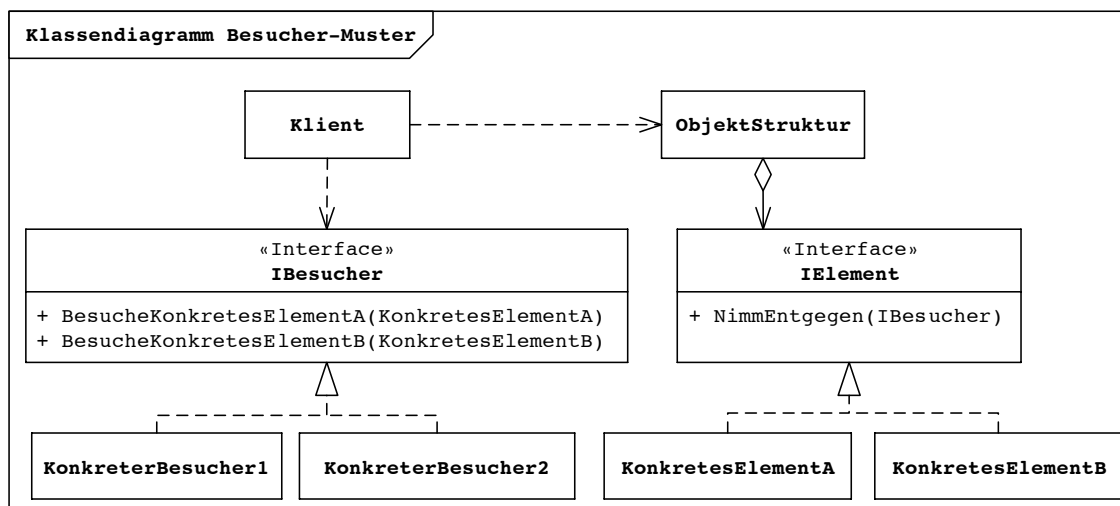 Klassendiagramm Besucher-Muster
Klient
ObjektStruktur
«Interface»
IBesucher
+ BesucheKonkretesElementA(KonkretesElementA)
+ BesucheKonkretesElementB(KonkretesElementB)
«Interface»
IElement
+ NimmEntgegen(IBesucher)
KonkreterBesucher1
KonkreterBesucher2
KonkretesElementA
KonkretesElementB